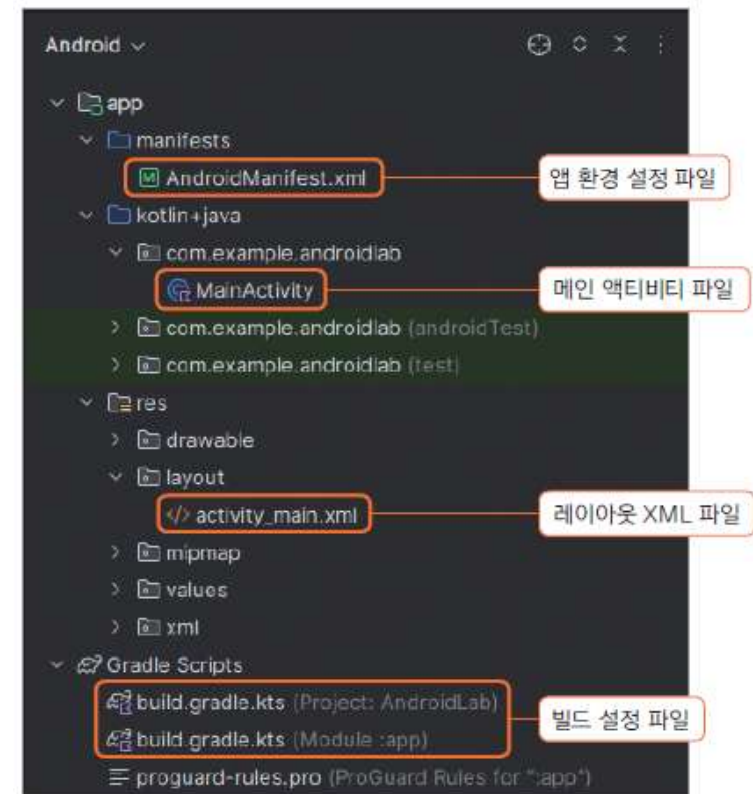 Android
app
manifests
AndroidManifest.xml
앱 환경 설정 파일
kotlin+java
com.example.androidlab
MainActivity
메인 액티비티 파일
com.example.androidlab (androidTest)
com.example.androidlab (test)
res
drawable
layout
</> activity_main.xml
레이아웃 XML 파일
mipmap
values
xml
Gradle Scripts
build.gradle.kts (Project: AndroidLab)
build.gradle.kts (Module :app)
빌드 설정 파일
proguard-rules.pro (ProGuard Rules for ":app")